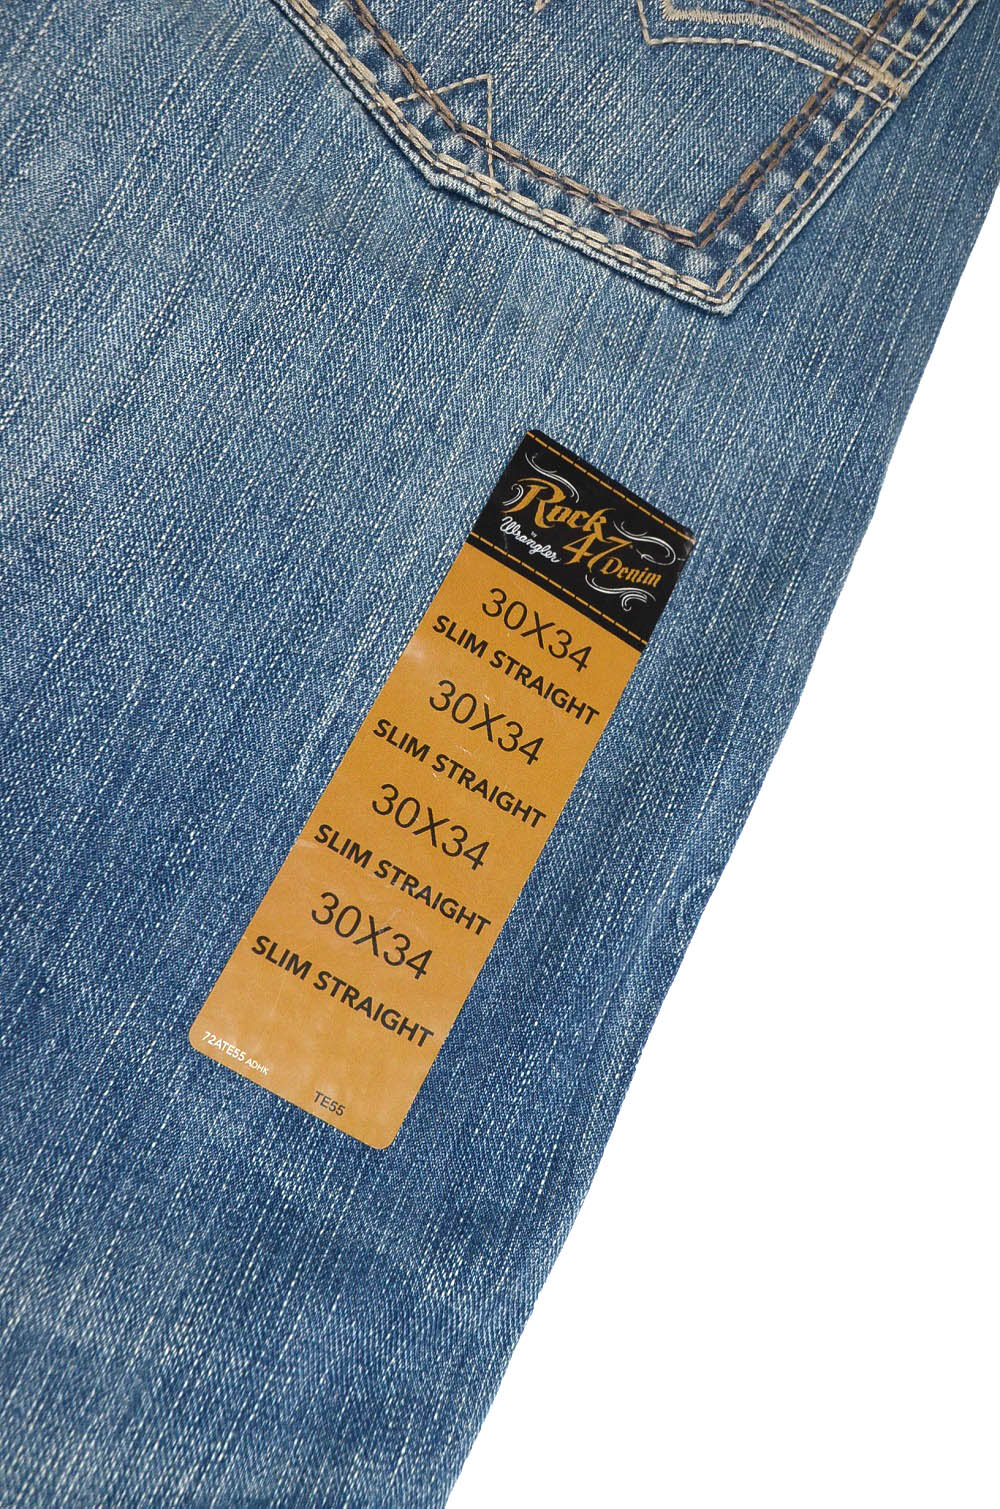 Rock
by Wrangler 47 Denim
30X34
SLIM STRAIGHT
30X34
SLIM STRAIGHT
30X34
SLIM STRAIGHT
30X34
SLIM STRAIGHT
72ATE55 ADHK
TE55